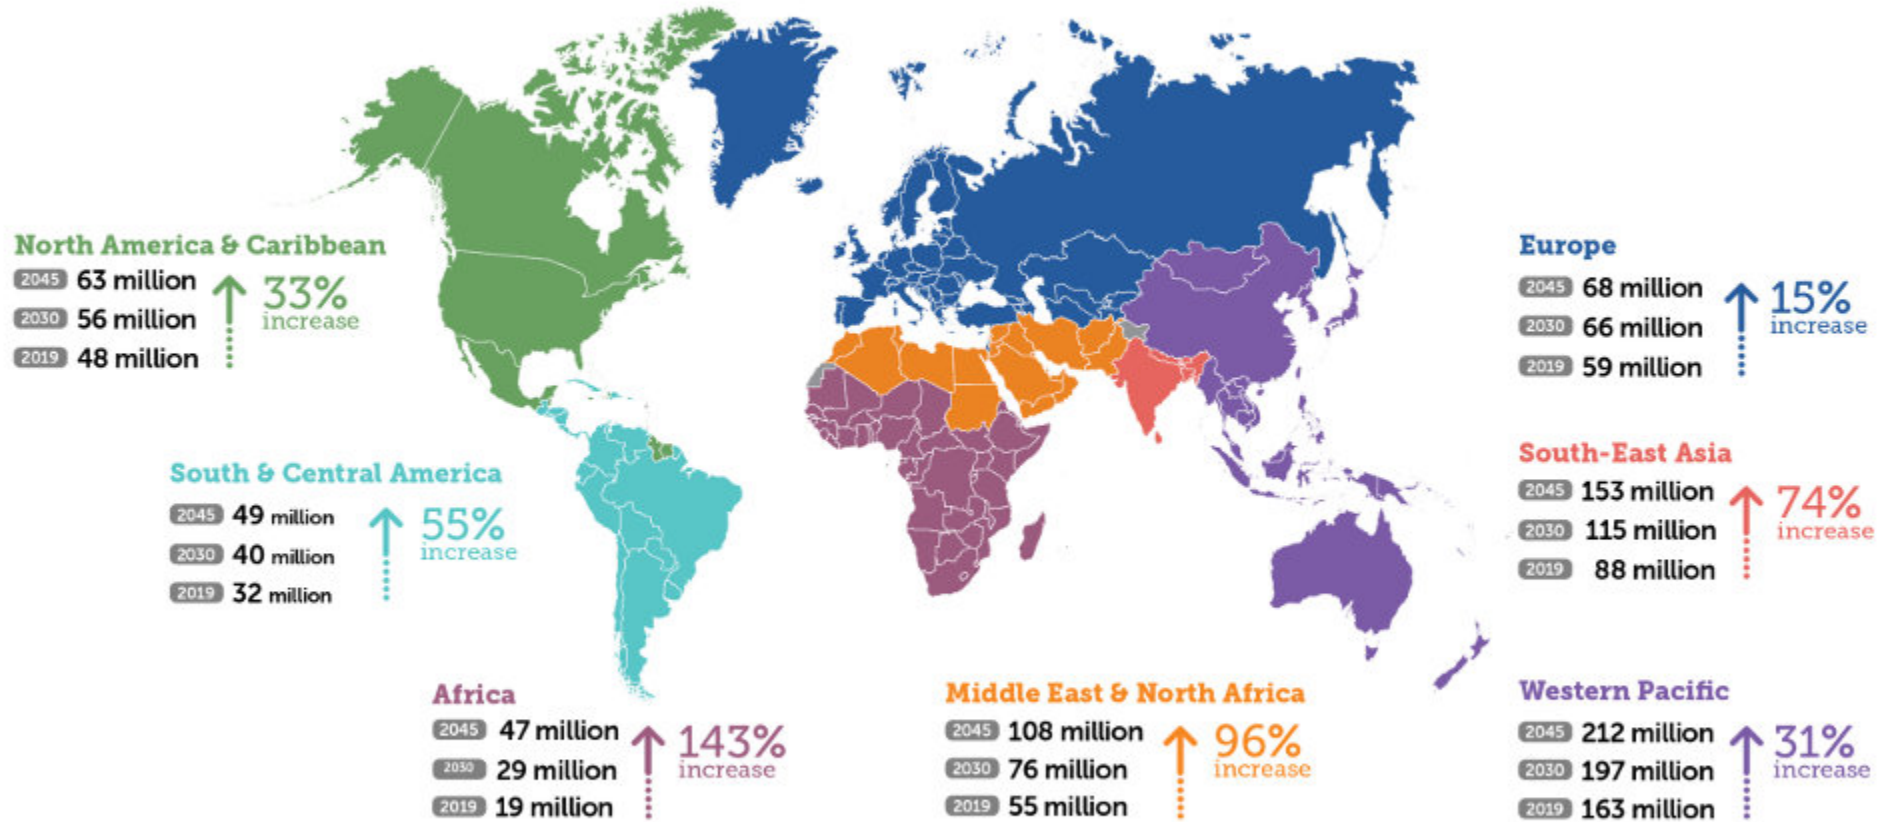 North America & Caribbean
2045 63 million
2030 56 million
2019 48 million
33%
increase
Europe
2045 68 million
2030 66 million
2019 59 million
15%
increase
South & Central America
2045 49 million
2030 40 million
2019 32 million
55%
increase
South-East Asia
2045 153 million
2030 115 million
2019 88 million
74%
increase
Africa
2045 47 million
2030 29 million
2019 19 million
143%
increase
Middle East & North Africa
2045 108 million
2030 76 million
2019 55 million
96%
increase
Western Pacific
2045 212 million
2030 197 million
2019 163 million
31%
increase